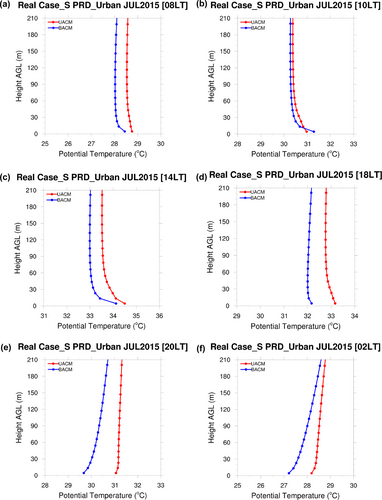 (a) Real Case_S PRD_Urban JUL2015 [08LT]
Height AGL (m)
210
180
150
120
90
60
30
0
UACM
BACM
25 26 27 28 29 30
Potential Temperature (°C)
(b) Real Case_S PRD_Urban JUL2015 [10LT]
Height AGL (m)
210
180
150
120
90
60
30
0
UACM
BACM
28 29 30 31 32 33
Potential Temperature (°C)
(c) Real Case_S PRD_Urban JUL2015 [14LT]
Height AGL (m)
210
180
150
120
90
60
30
0
UACM
BACM
31 32 33 34 35 36
Potential Temperature (°C)
(d) Real Case_S PRD_Urban JUL2015 [18LT]
Height AGL (m)
210
180
150
120
90
60
30
0
UACM
BACM
29 30 31 32 33 34
Potential Temperature (°C)
(e) Real Case_S PRD_Urban JUL2015 [20LT]
Height AGL (m)
210
180
150
120
90
60
30
0
UACM
BACM
28 29 30 31 32 33
Potential Temperature (°C)
(f) Real Case_S PRD_Urban JUL2015 [02LT]
Height AGL (m)
210
180
150
120
90
60
30
0
UACM
BACM
25 26 27 28 29 30 31
Potential Temperature (°C)